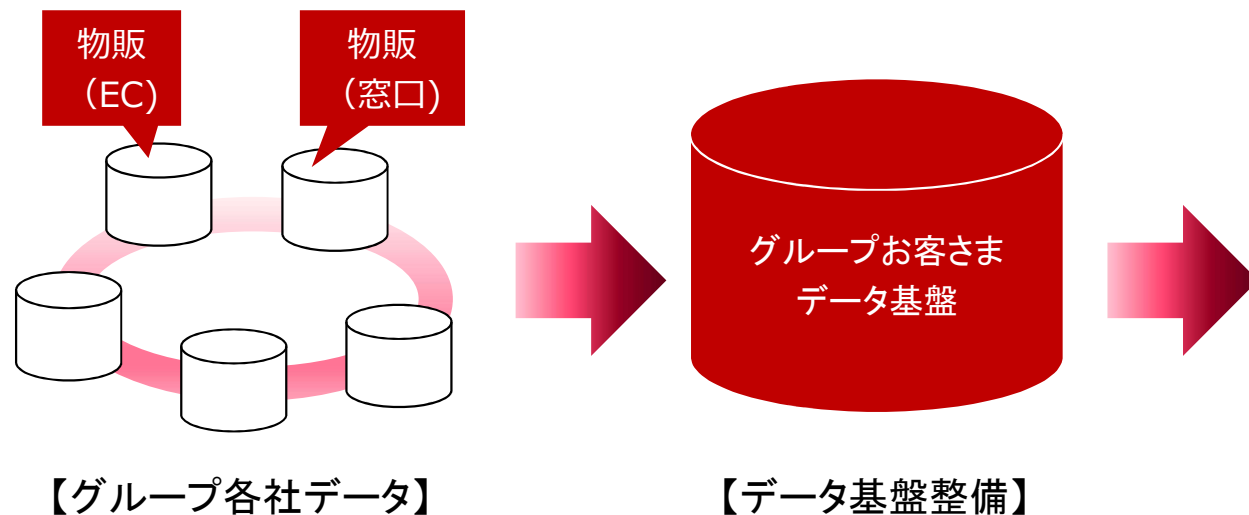 物販
（EC)
物販
（窓口)
グループお客さま
データ基盤
【グループ各社データ】
【データ基盤整備】